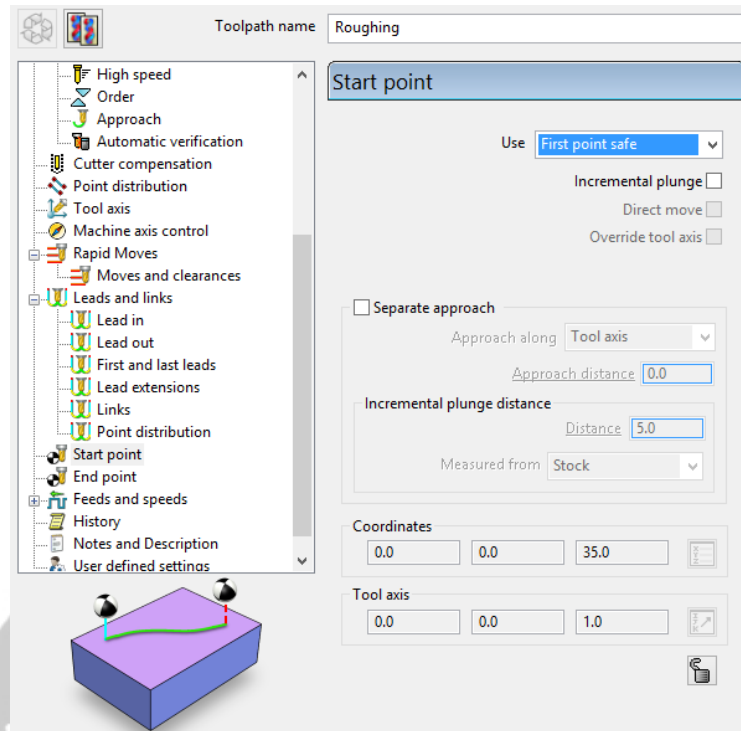 Toolpath name Roughing
High speed
Order
Approach
Automatic verification
Cutter compensation
Point distribution
Tool axis
Machine axis control
Rapid Moves
Moves and clearances
Leads and links
Lead in
Lead out
First and last leads
Lead extensions
Links
Point distribution
Start point
End point
Feeds and speeds
History
Notes and Description
User defined settings
Start point
Use First point safe
Incremental plunge
Direct move
Override tool axis
Separate approach
Approach along Tool axis
Approach distance 0.0
Incremental plunge distance
Distance 5.0
Measured from Stock
Coordinates
0.0 0.0 35.0
Tool axis
0.0 0.0 1.0